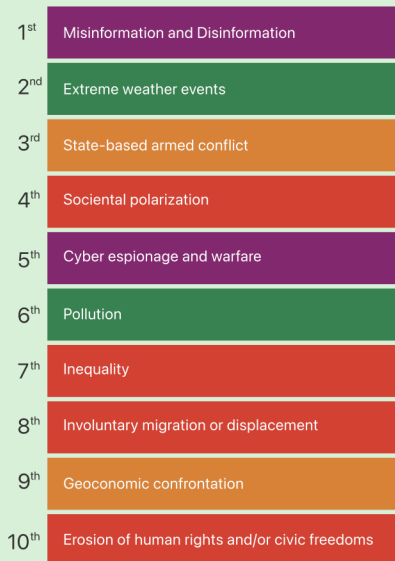 1st Misinformation and Disinformation
2nd Extreme weather events
3rd State-based armed conflict
4th Sociental polarization
5th Cyber espionage and warfare
6th Pollution
7th Inequality
8th Involuntary migration or displacement
9th Geoconomic confrontation
10th Erosion of human rights and/or civic freedoms